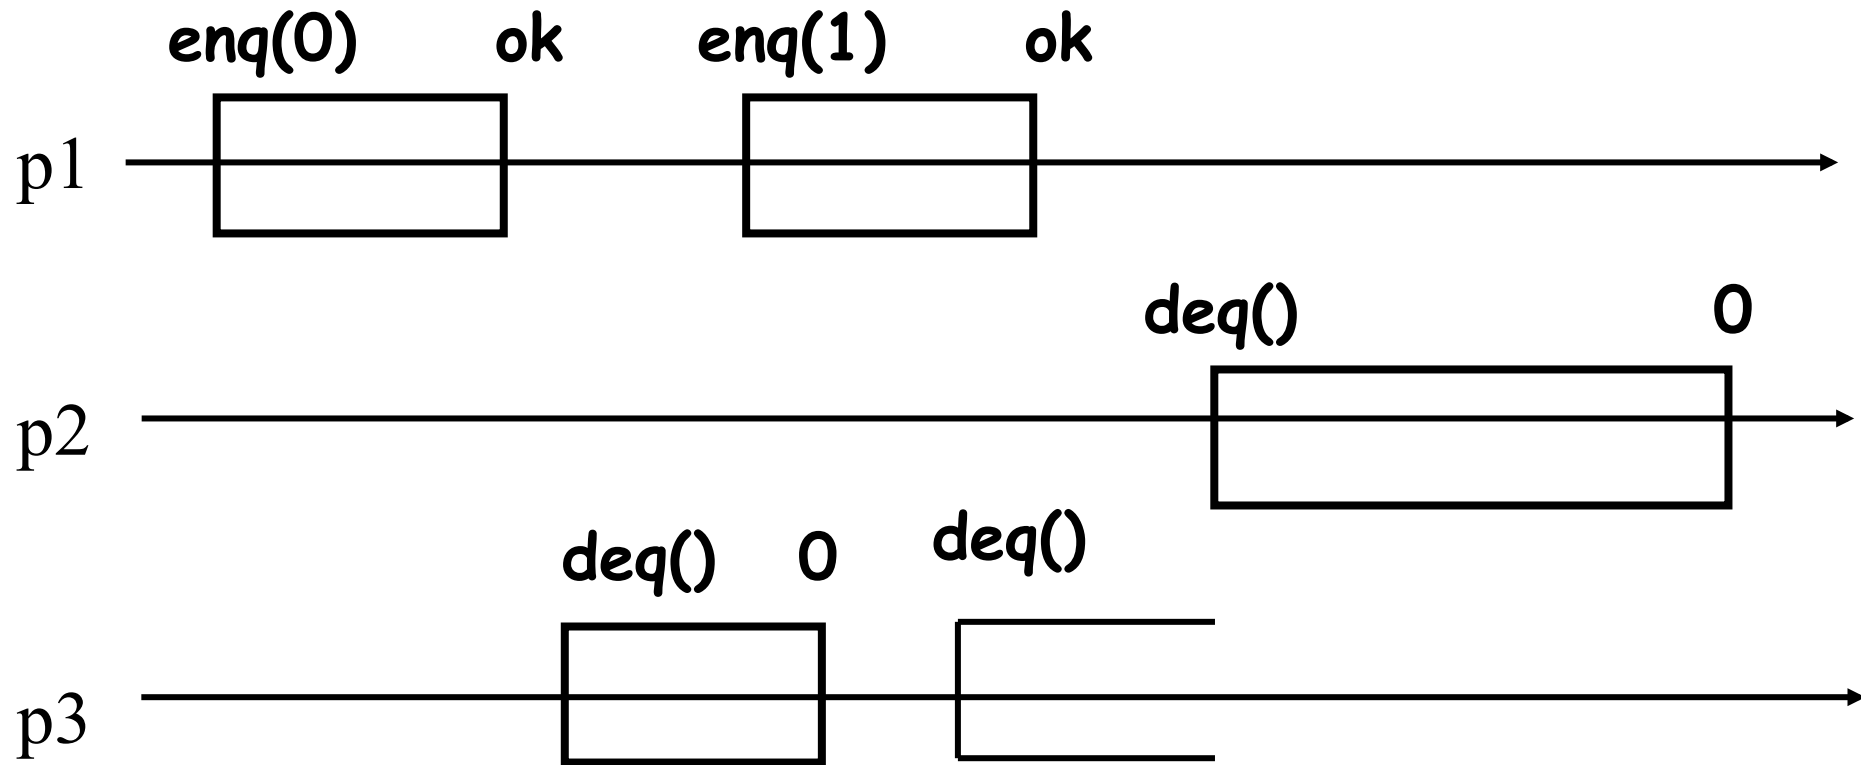 enq(0) ok enq(1) ok
p1
deq() 0
p2
deq() 0 deq()
p3